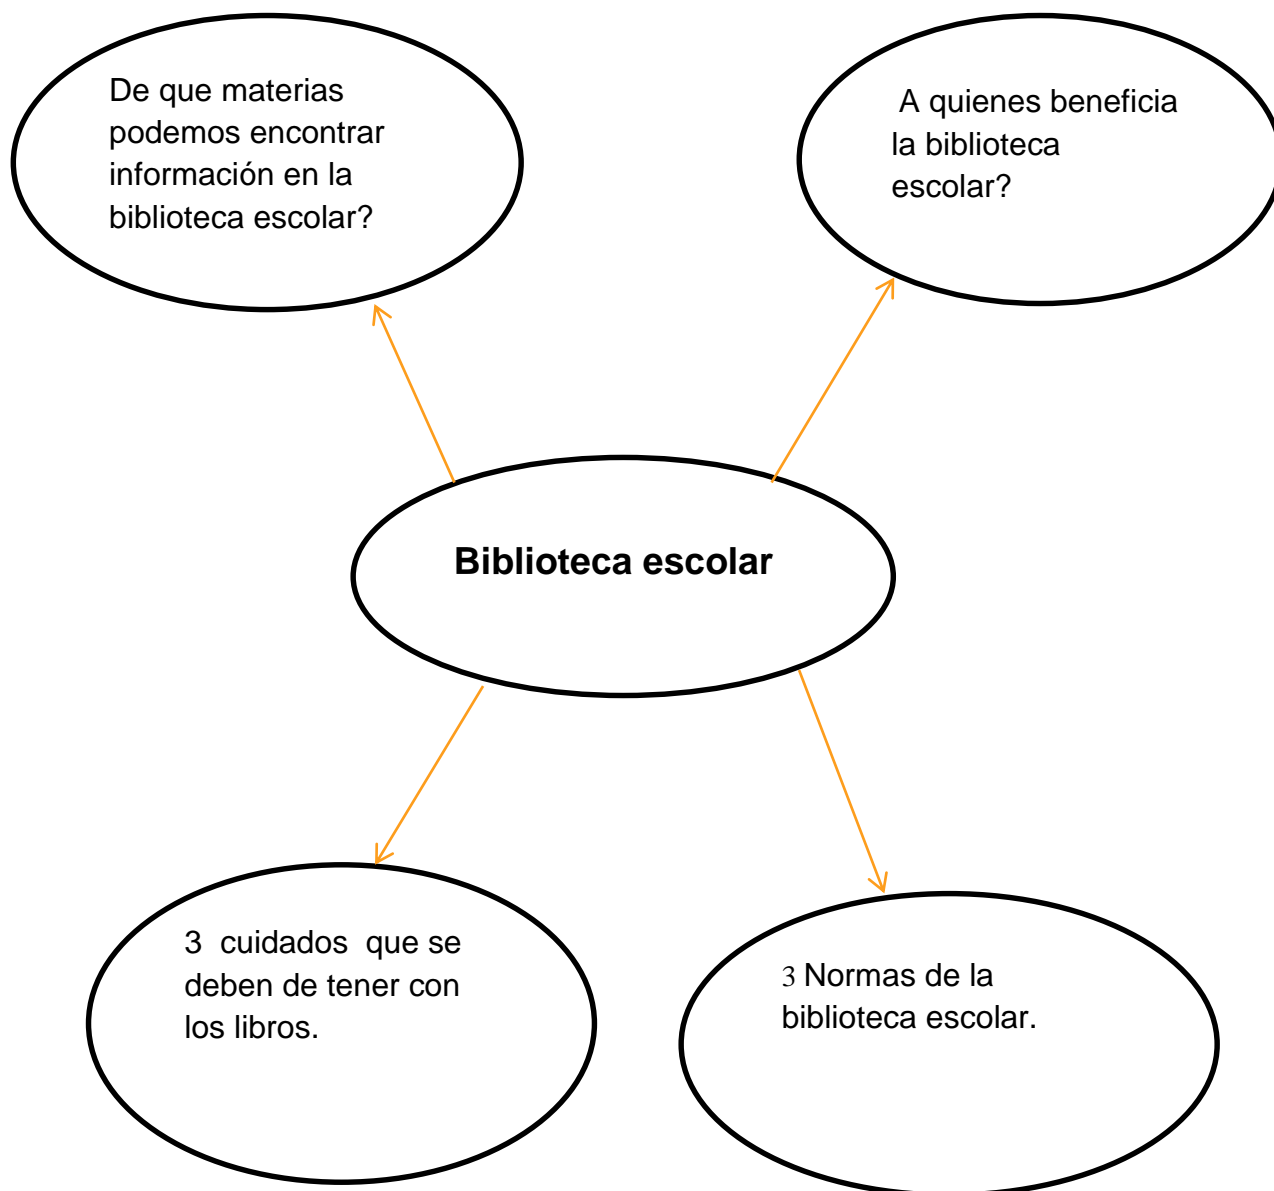 De que materias
podemos encontrar
información en la
biblioteca escolar?
A quienes beneficia
la biblioteca
escolar?
Biblioteca escolar
3 cuidados que se
deben de tener con
los libros.
3 Normas de la
biblioteca escolar.